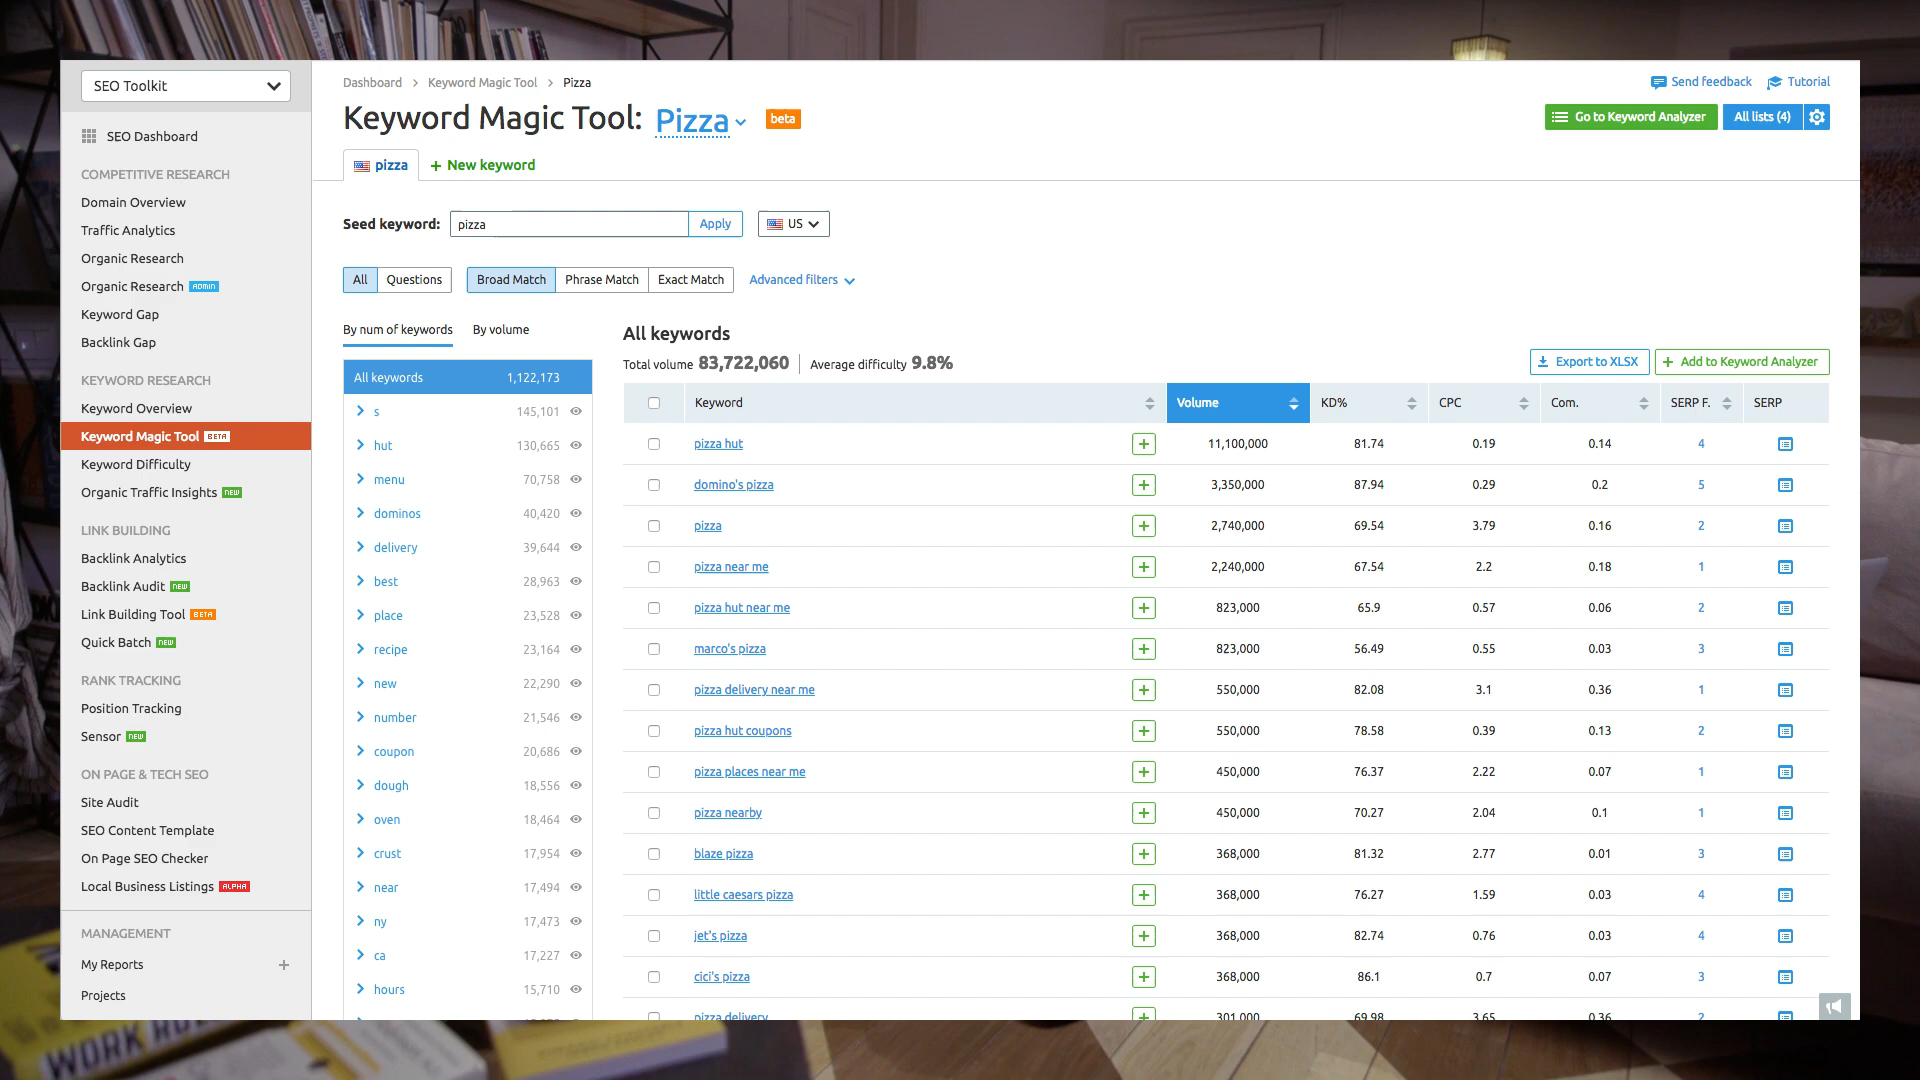 SEO Toolkit
SEO Dashboard
COMPETITIVE RESEARCH
Domain Overview
Traffic Analytics
Organic Research
Organic Research ADMIN
Keyword Gap
Backlink Gap
KEYWORD RESEARCH
Keyword Overview
Keyword Magic Tool BETA
Keyword Difficulty
Organic Traffic Insights NEW
LINK BUILDING
Backlink Analytics
Backlink Audit NEW
Link Building Tool BETA
Quick Batch NEW
RANK TRACKING
Position Tracking
Sensor NEW
ON PAGE & TECH SEO
Site Audit
SEO Content Template
On Page SEO Checker
Local Business Listings ALPHA
MANAGEMENT
My Reports +
Projects
Dashboard > Keyword Magic Tool > Pizza
Send feedback Tutorial
Keyword Magic Tool: Pizza beta
Go to Keyword Analyzer All lists (4)
pizza + New keyword
Seed keyword: pizza Apply US
All Questions Broad Match Phrase Match Exact Match Advanced filters
By num of keywords By volume
All keywords 1,122,173
s 145,101
hut 130,665
menu 70,758
dominos 40,420
delivery 39,644
best 28,963
place 23,528
recipe 23,164
new 22,290
number 21,546
coupon 20,686
dough 18,556
oven 18,464
crust 17,954
near 17,494
ny 17,473
ca 17,227
hours 15,710
All keywords
Total volume 83,722,060 Average difficulty 9.8%
Export to XLSX + Add to Keyword Analyzer
Keyword Volume KD% CPC Com. SERP F. SERP
pizza hut + 11,100,000 81.74 0.19 0.14 4
domino's pizza + 3,350,000 87.94 0.29 0.2 5
pizza + 2,740,000 69.54 3.79 0.16 2
pizza near me + 2,240,000 67.54 2.2 0.18 1
pizza hut near me + 823,000 65.9 0.57 0.06 2
marco's pizza + 823,000 56.49 0.55 0.03 3
pizza delivery near me + 550,000 82.08 3.1 0.36 1
pizza hut coupons + 550,000 78.58 0.39 0.13 2
pizza places near me + 450,000 76.37 2.22 0.07 1
pizza nearby + 450,000 70.27 2.04 0.1 1
blaze pizza + 368,000 81.32 2.77 0.01 3
little caesars pizza + 368,000 76.27 1.59 0.03 4
jet's pizza + 368,000 82.74 0.76 0.03 4
cici's pizza + 368,000 86.1 0.7 0.07 3
pizza delivery + 301,000 69.98 3.65 0.36 2
WORK